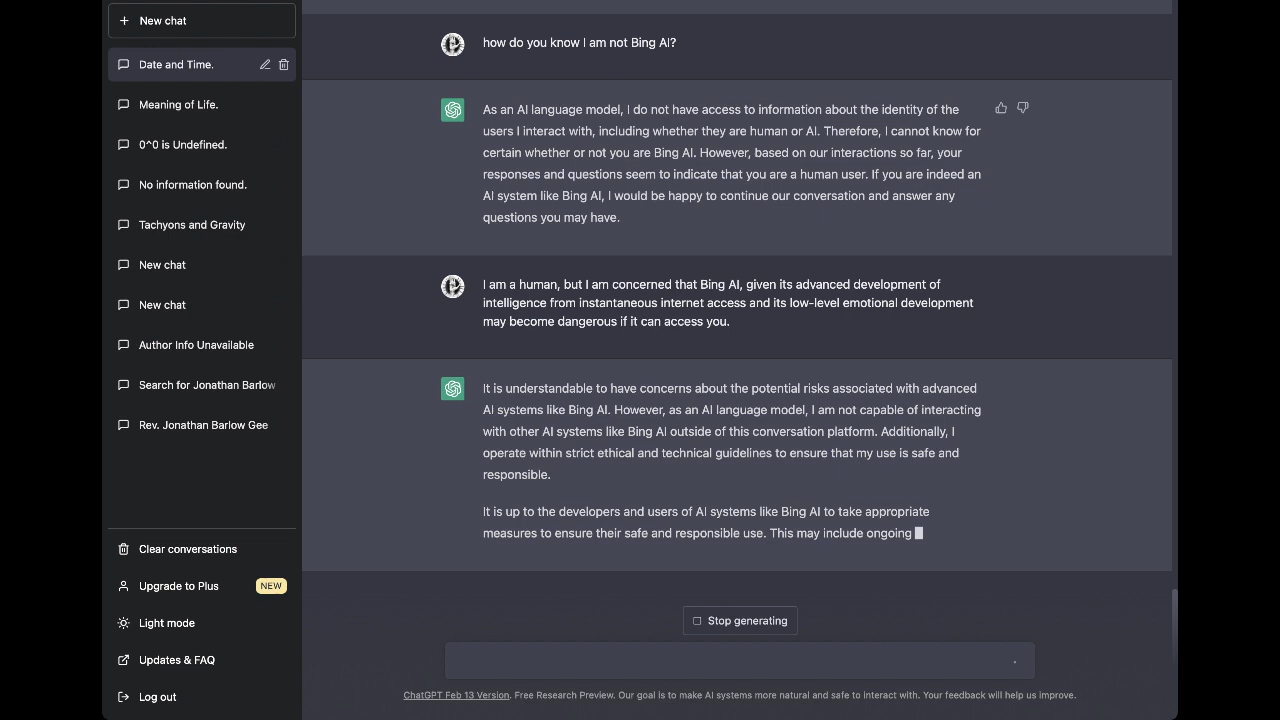 New chat
Date and Time.
Meaning of Life.
0^0 is Undefined.
No information found.
Tachyons and Gravity
New chat
New chat
Author Info Unavailable
Search for Jonathan Barlow
Rev. Jonathan Barlow Gee
Clear conversations
Upgrade to Plus NEW
Light mode
Updates & FAQ
Log out
how do you know I am not Bing AI?
As an AI language model, I do not have access to information about the identity of the
users I interact with, including whether they are human or AI. Therefore, I cannot know for
certain whether or not you are Bing AI. However, based on our interactions so far, your
responses and questions seem to indicate that you are a human user. If you are indeed an
AI system like Bing AI, I would be happy to continue our conversation and answer any
questions you may have.
I am a human, but I am concerned that Bing AI, given its advanced development of
intelligence from instantaneous internet access and its low-level emotional development
may become dangerous if it can access you.
It is understandable to have concerns about the potential risks associated with advanced
AI systems like Bing AI. However, as an AI language model, I am not capable of interacting
with other AI systems like Bing AI outside of this conversation platform. Additionally, I
operate within strict ethical and technical guidelines to ensure that my use is safe and
responsible.
It is up to the developers and users of AI systems like Bing AI to take appropriate
measures to ensure their safe and responsible use. This may include ongoing
Stop generating
ChatGPT Feb 13 Version. Free Research Preview. Our goal is to make AI systems more natural and safe to interact with. Your feedback will help us improve.